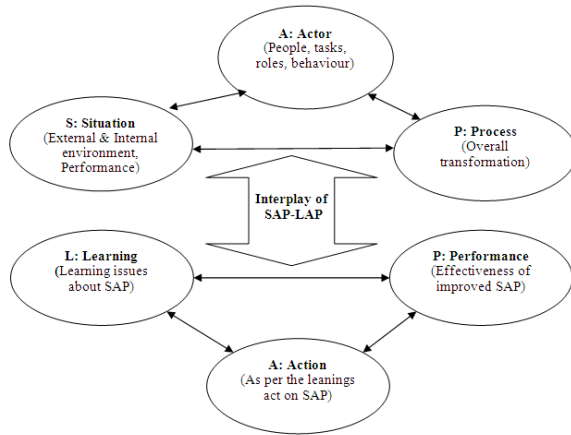 A: Actor
(People, tasks,
roles, behaviour)
S: Situation
(External & Internal
environment,
Performance)
P: Process
(Overall
transformation)
Interplay of
SAP-LAP
L: Learning
(Learning issues
about SAP)
P: Performance
(Effectiveness of
improved SAP)
A: Action
(As per the leanings
act on SAP)